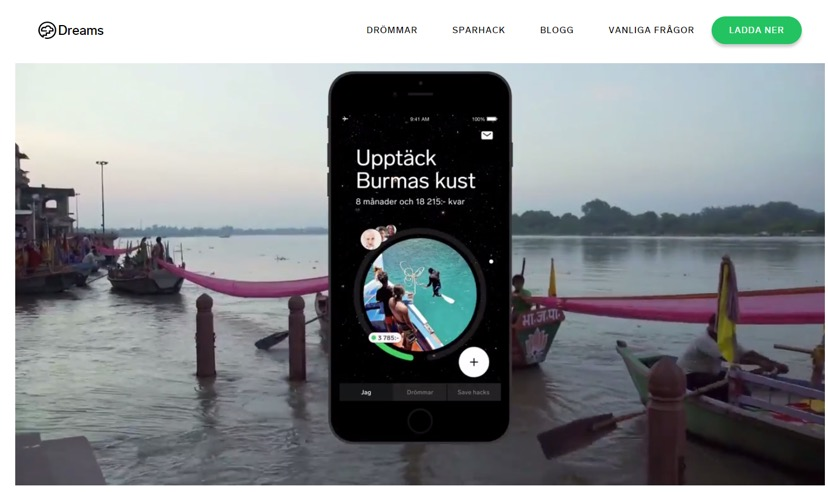 Dreams
DRÖMMAR
SPARHACK
BLOGG
VANLIGA FRÅGOR
LADDA NER
9:41 AM
100%
Upptäck
Burmas kust
8 månader och 18 215:- kvar
3 785:-
+
Jag
Drömmar
Save hacks
भा.ज.पा.